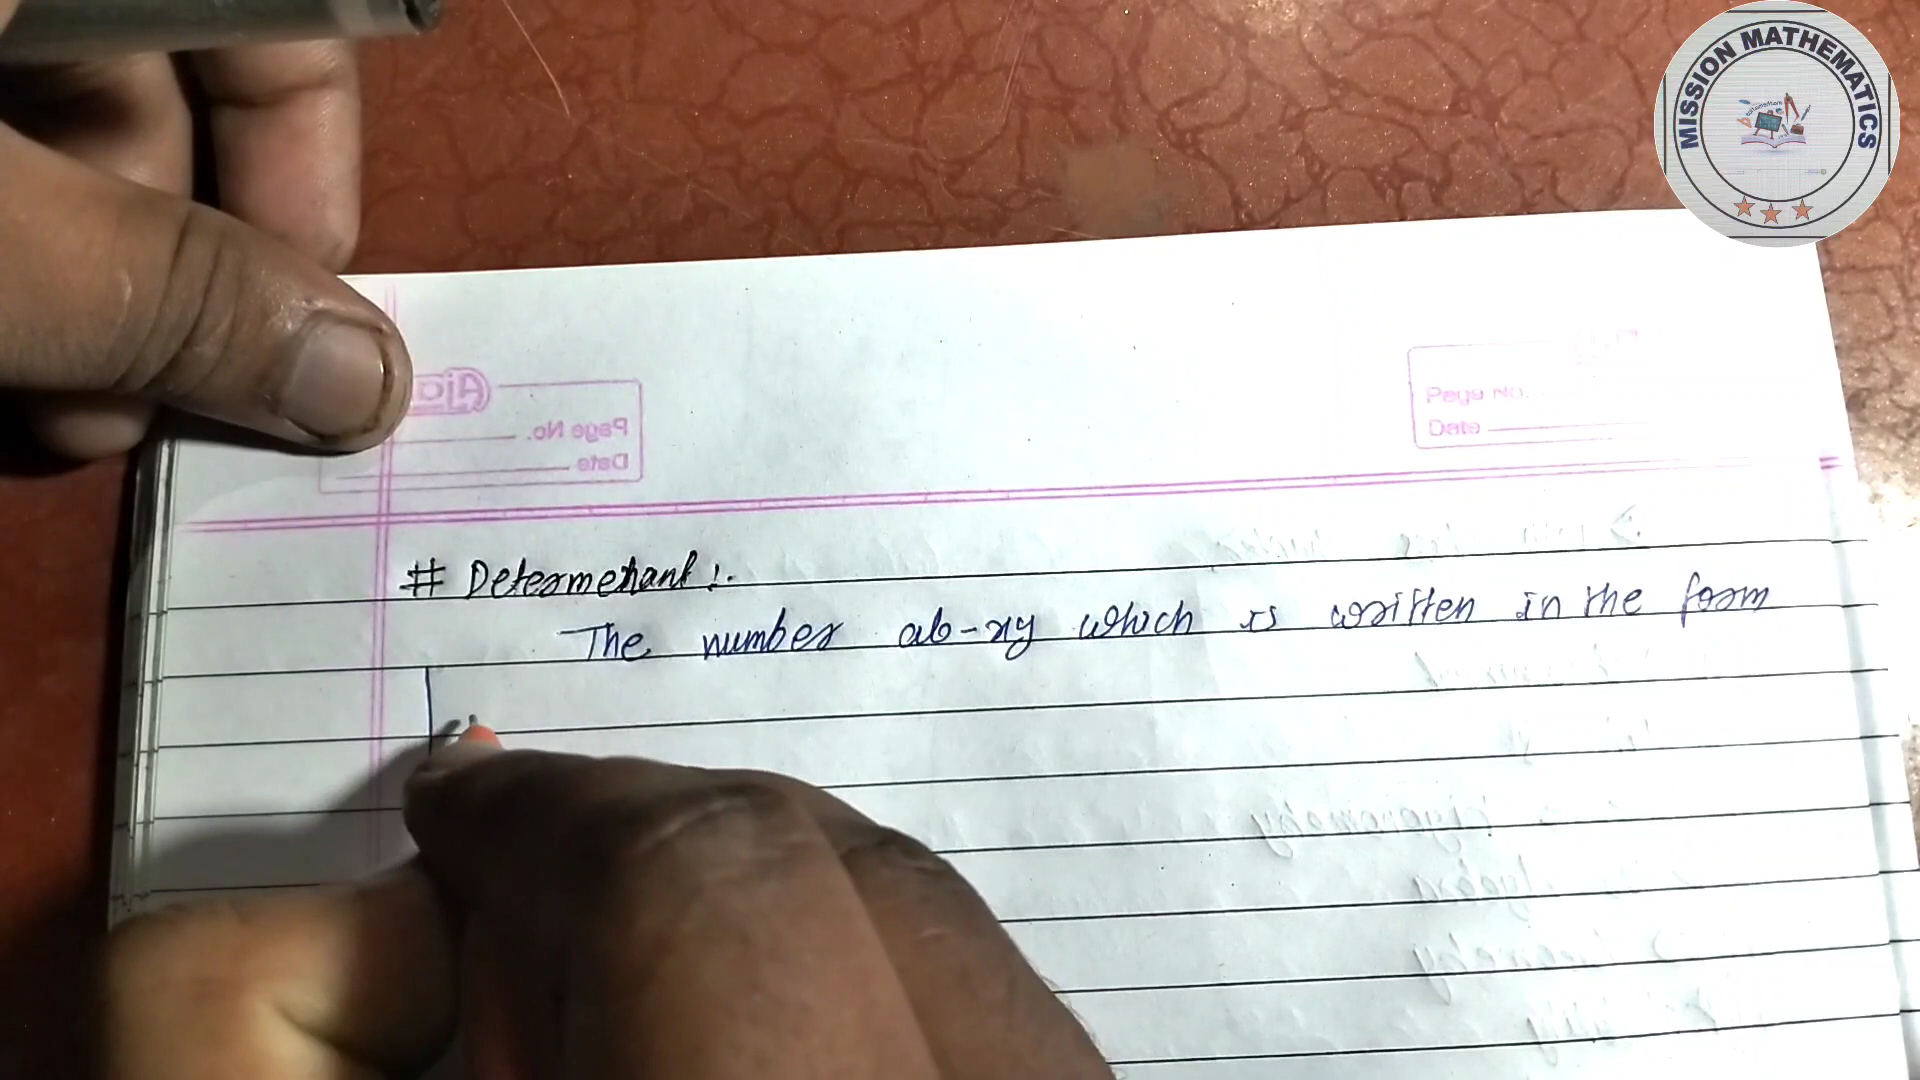 MISSION MATHEMATICS
Page No.
Date
Page No.
Date
# Determenant :-
The number ab-xy which is written in the form